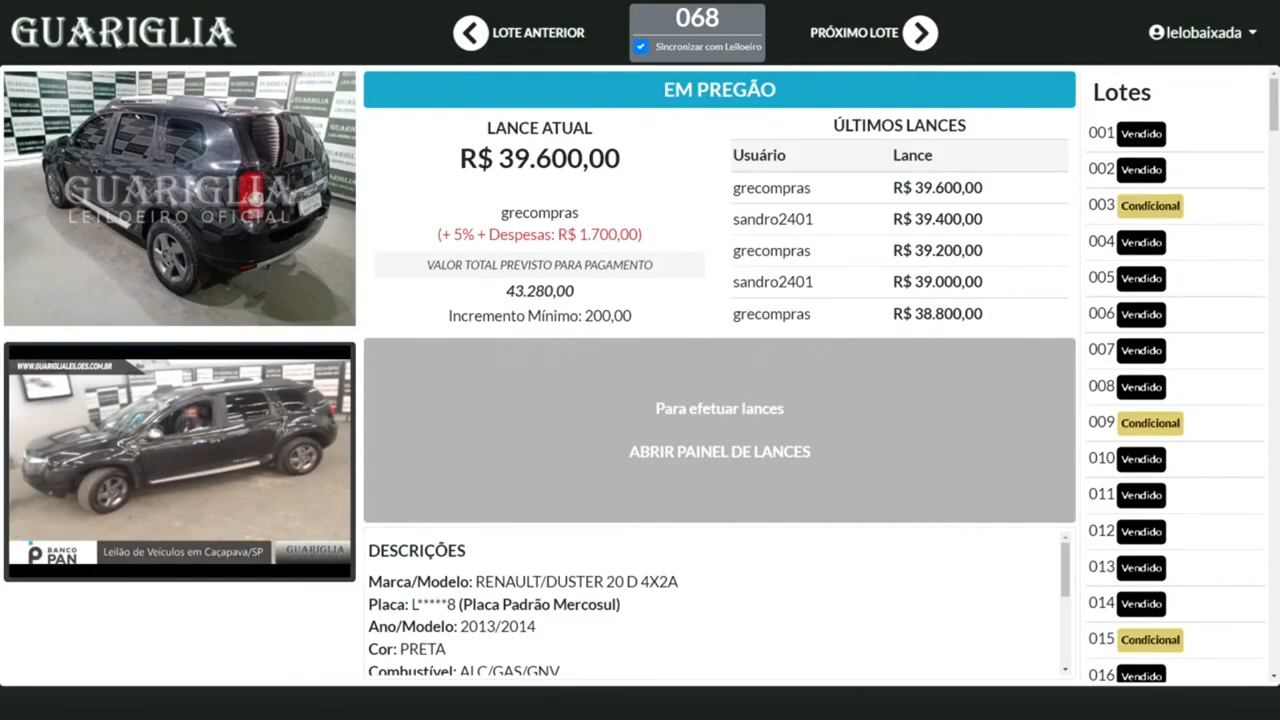 GUARIGLIA
LOTE ANTERIOR
068
Sincronizar com Leiloeiro
PRÓXIMO LOTE
lelobaixada
GUARIGLIA
LEILOEIRO OFICIAL
EM PREGÃO
LANCE ATUAL
R$ 39.600,00
grecompras
(+ 5% + Despesas: R$ 1.700,00)
VALOR TOTAL PREVISTO PARA PAGAMENTO
43.280,00
Incremento Mínimo: 200,00
ÚLTIMOS LANCES
Usuário Lance
grecompras R$ 39.600,00
sandro2401 R$ 39.400,00
grecompras R$ 39.200,00
sandro2401 R$ 39.000,00
grecompras R$ 38.800,00
WWW.GUARIGLIALEILOES.COM.BR
BANCO
PAN
Leilão de Veículos em Caçapava/SP
GUARIGLIA
Para efetuar lances
ABRIR PAINEL DE LANCES
DESCRIÇÕES
Marca/Modelo: RENAULT/DUSTER 20 D 4X2A
Placa: L*****8 (Placa Padrão Mercosul)
Ano/Modelo: 2013/2014
Cor: PRETA
Combustível: ALC/GAS/GNV
Lotes
001 Vendido
002 Vendido
003 Condicional
004 Vendido
005 Vendido
006 Vendido
007 Vendido
008 Vendido
009 Condicional
010 Vendido
011 Vendido
012 Vendido
013 Vendido
014 Vendido
015 Condicional
016 Vendido